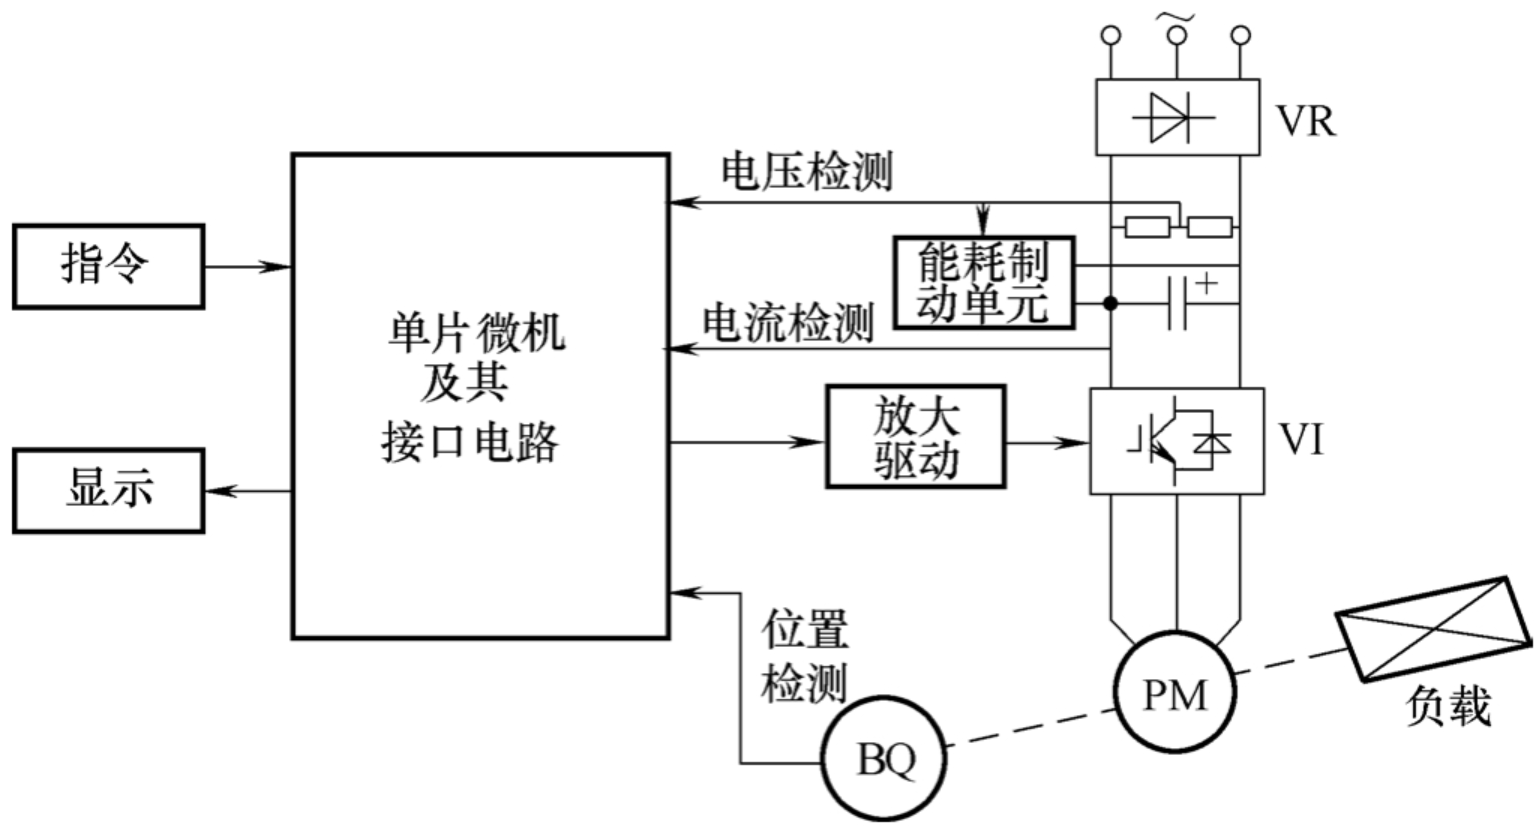 ~
VR
电压检测
指令
能耗制
动单元
+
单片微机
及其
接口电路
电流检测
放大
驱动
VI
显示
位置
检测
PM
负载
BQ